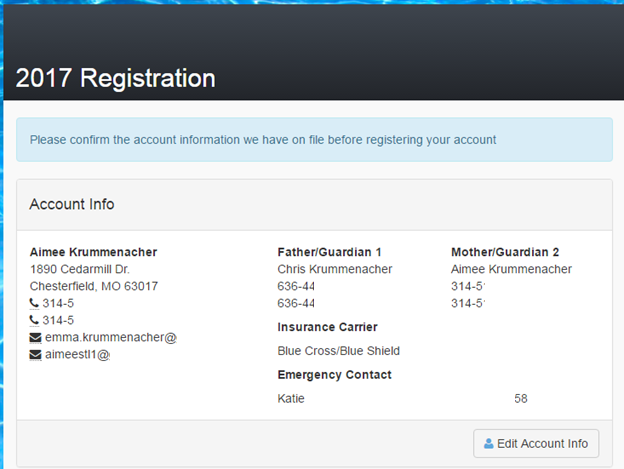 2017 Registration
Please confirm the account information we have on file before registering your account
Account Info
Aimee Krummenacher
1890 Cedarmill Dr.
Chesterfield, MO 63017
314-5
314-5
emma.krummenacher@
aimeestl1@
Father/Guardian 1
Chris Krummenacher
636-44
636-44
Insurance Carrier
Blue Cross/Blue Shield
Emergency Contact
Katie 58
Mother/Guardian 2
Aimee Krummenacher
314-5
314-5
Edit Account Info